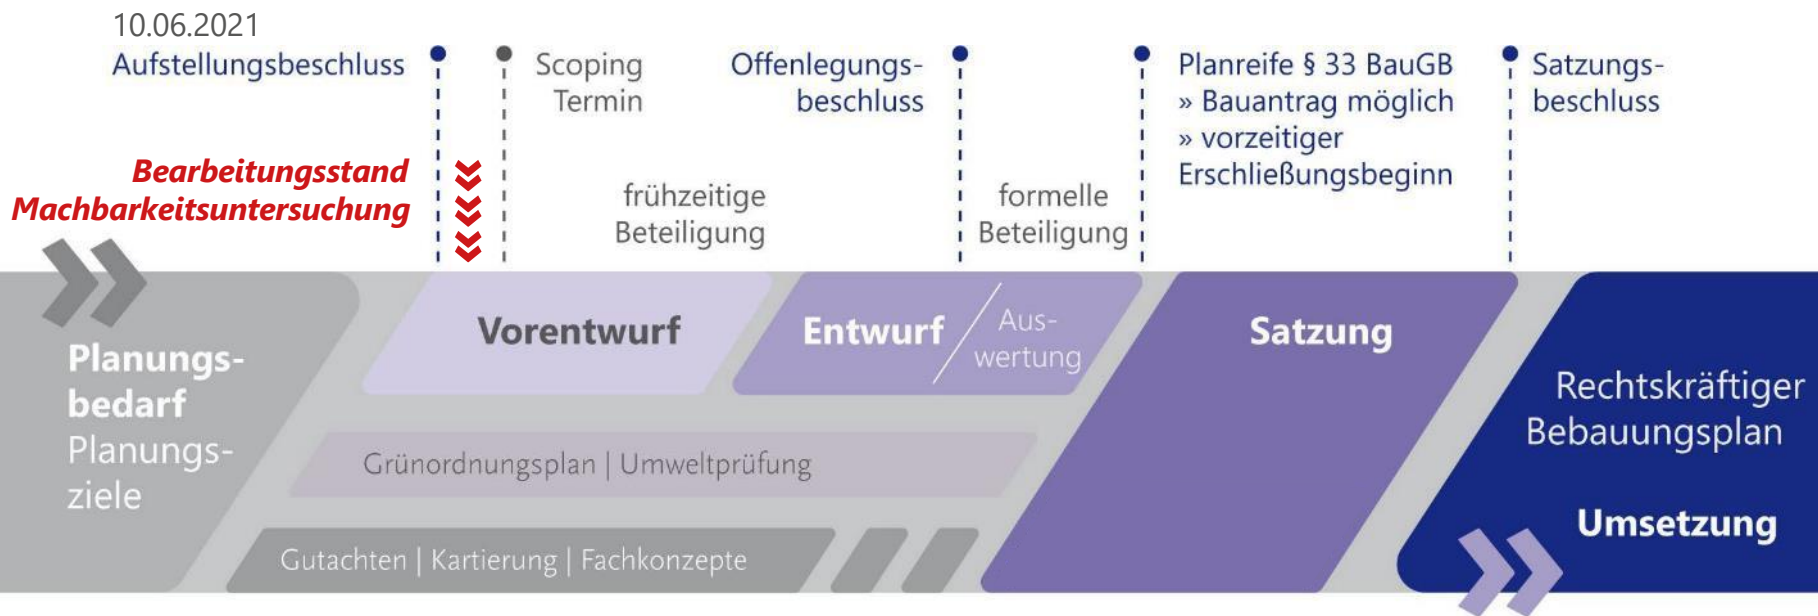 10.06.2021
Aufstellungsbeschluss
Scoping
Termin
Offenlegungs-
beschluss
Planreife § 33 BauGB
» Bauantrag möglich
» vorzeitiger
Erschließungsbeginn
Satzungs-
beschluss
Bearbeitungsstand
Machbarkeitsuntersuchung
frühzeitige
Beteiligung
formelle
Beteiligung
Planungs-
bedarf
Planungs-
ziele
Vorentwurf
Entwurf
Aus-
wertung
Satzung
Rechtskräftiger
Bebauungsplan
Umsetzung
Grünordnungsplan | Umweltprüfung
Gutachten | Kartierung | Fachkonzepte